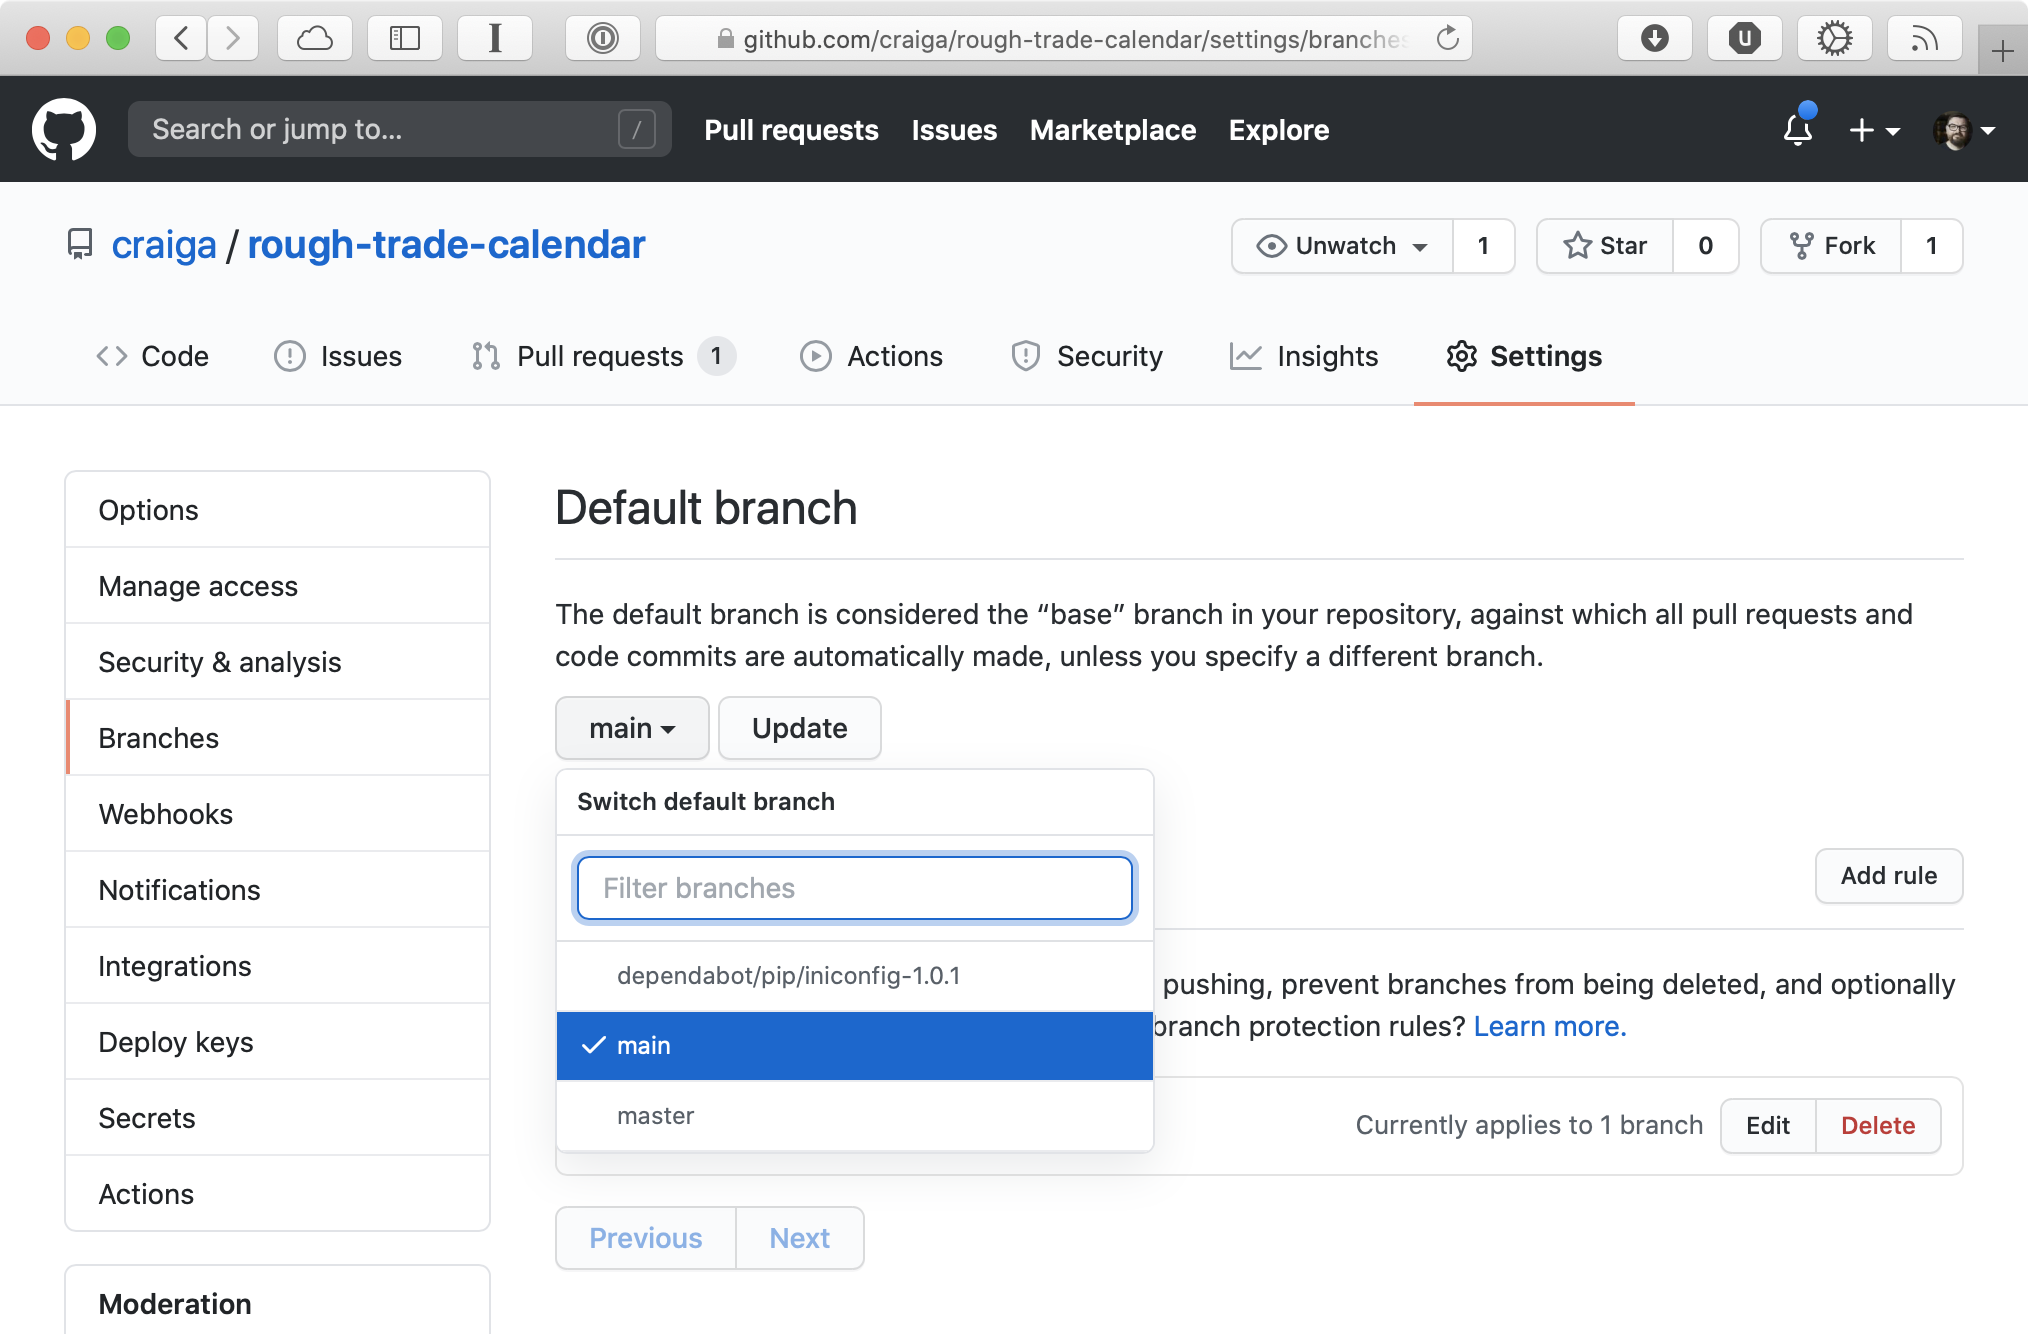 github.com/craiga/rough-trade-calendar/settings/branches
Search or jump to... /
Pull requests Issues Marketplace Explore
craiga / rough-trade-calendar
Unwatch 1 Star 0 Fork 1
Code Issues Pull requests 1 Actions Security Insights Settings
Options
Manage access
Security & analysis
Branches
Webhooks
Notifications
Integrations
Deploy keys
Secrets
Actions
Moderation
Default branch
The default branch is considered the “base” branch in your repository, against which all pull requests and
code commits are automatically made, unless you specify a different branch.
main Update
Switch default branch
Filter branches
dependabot/pip/iniconfig-1.0.1
main
master
Add rule
pushing, prevent branches from being deleted, and optionally
branch protection rules? Learn more.
Currently applies to 1 branch Edit Delete
Previous Next